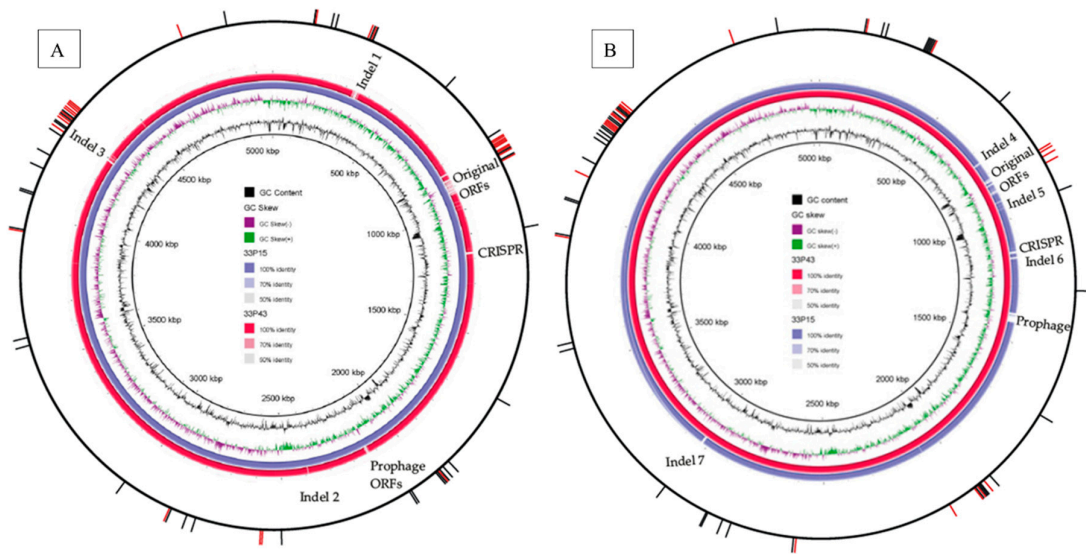 A
Indel 1
Indel 3
Original
ORFs
CRISPR
Prophage
ORFs
Indel 2
5000 kbp
500 kbp
1000 kbp
1500 kbp
2000 kbp
2500 kbp
3000 kbp
3500 kbp
4000 kbp
4500 kbp
GC Content
GC Skew
GC Skew(-)
GC Skew(+)
33P15
100% identity
70% identity
50% identity
33P43
100% identity
70% identity
50% identity
B
Indel 4
Original
ORFs
Indel 5
CRISPR
Indel 6
Prophage
Indel 7
5000 kbp
500 kbp
1000 kbp
1500 kbp
2000 kbp
2500 kbp
3000 kbp
3500 kbp
4000 kbp
4500 kbp
GC content
GC skew
GC skew(-)
GC skew(+)
33P43
100% identity
70% identity
50% identity
33P15
100% identity
70% identity
50% identity